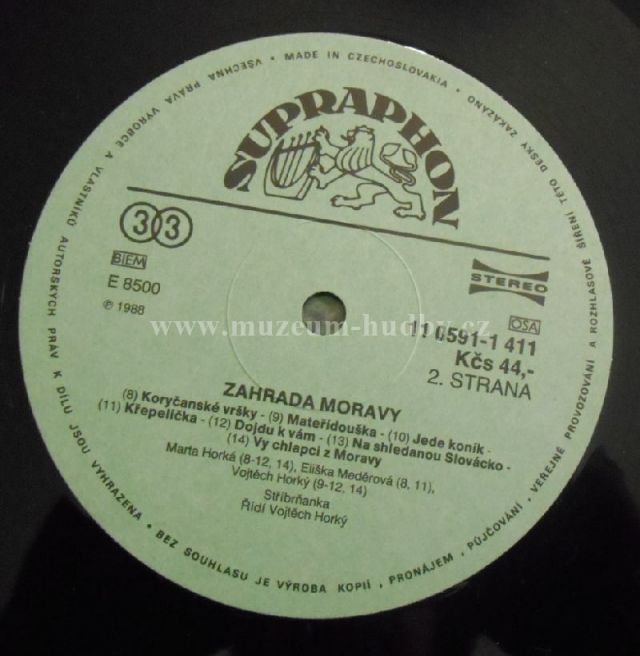 VŠECHNA PRÁVA VÝROBCE A VLASTNÍKŮ AUTORSKÝCH PRÁV K DÍLU JSOU VYHRAZENA • BEZ SOUHLASU JE VÝROBA KOPIÍ, PRONÁJEM, PŮJČOVÁNÍ, VEŘEJNÉ PROVOZOVÁNÍ A ROZHLASOVÉ ŠÍŘENÍ TÉTO DESKY ZAKÁZÁNO
• MADE IN CZECHOSLOVAKIA •
SUPRAPHON
33
STEREO
BIEM
E 8500
℗ 1988
OSA
www.muzeum-hudby.cz
11 0591-1 411
Kčs 44,-
2. STRANA
ZAHRADA MORAVY
(8) Koryčanské vršky - (9) Mateřídouška - (10) Jede koník -
(11) Křepelička - (12) Dojdu k vám - (13) Na shledanou Slovácko -
(14) Vy chlapci z Moravy
Marta Horká (8-12, 14), Eliška Meděrová (8, 11),
Vojtěch Horký (9-12, 14)
Stříbrňanka
Řídí Vojtěch Horký